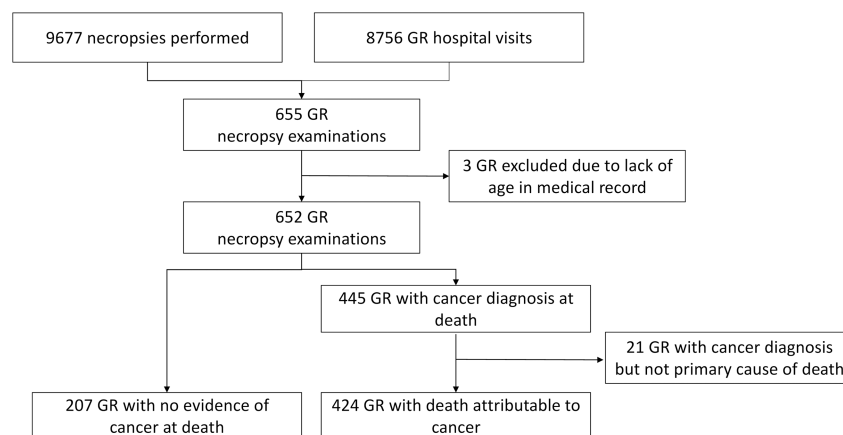 9677 necropsies performed
8756 GR hospital visits
655 GR
necropsy examinations
3 GR excluded due to lack of
age in medical record
652 GR
necropsy examinations
445 GR with cancer diagnosis at
death
21 GR with cancer diagnosis
but not primary cause of death
207 GR with no evidence of
cancer at death
424 GR with death attributable to
cancer